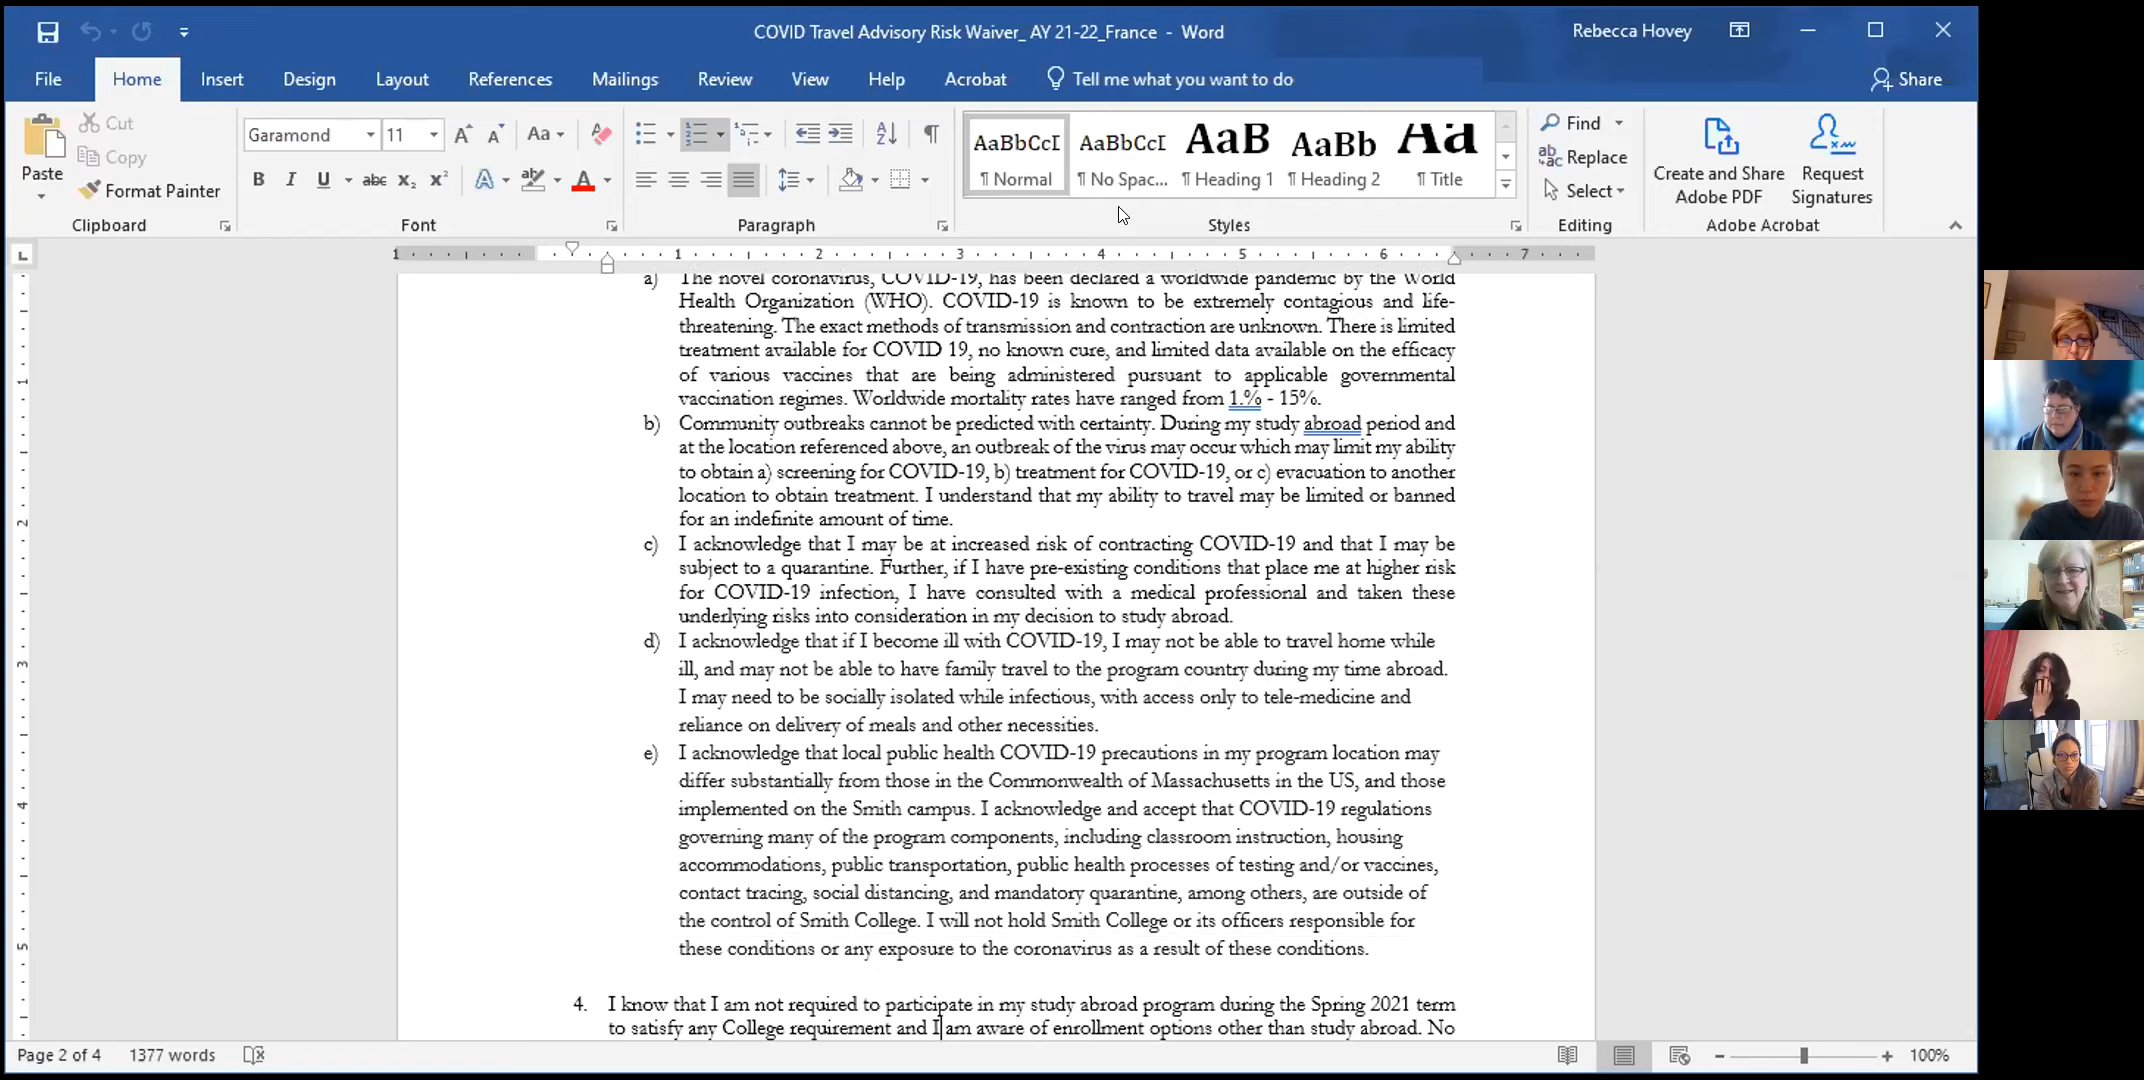 COVID Travel Advisory Risk Waiver_ AY 21-22_France - Word
Rebecca Hovey
File Home Insert Design Layout References Mailings Review View Help Acrobat Tell me what you want to do Share
Paste
Cut
Copy
Format Painter
Clipboard
Garamond 11
Font
Paragraph
AaBbCcI AaBbCcI AaB AaBb Aa
¶ Normal ¶ No Spac... ¶ Heading 1 ¶ Heading 2 ¶ Title
Styles
Find
Replace
Select
Editing
Create and Share
Adobe PDF
Request
Signatures
Adobe Acrobat
1 1 2 3 4 5 6 7
a) The novel coronavirus, COVID-19, has been declared a worldwide pandemic by the World
Health Organization (WHO). COVID-19 is known to be extremely contagious and life-
threatening. The exact methods of transmission and contraction are unknown. There is limited
treatment available for COVID 19, no known cure, and limited data available on the efficacy
of various vaccines that are being administered pursuant to applicable governmental
vaccination regimes. Worldwide mortality rates have ranged from 1.% - 15%.
b) Community outbreaks cannot be predicted with certainty. During my study abroad period and
at the location referenced above, an outbreak of the virus may occur which may limit my ability
to obtain a) screening for COVID-19, b) treatment for COVID-19, or c) evacuation to another
location to obtain treatment. I understand that my ability to travel may be limited or banned
for an indefinite amount of time.
c) I acknowledge that I may be at increased risk of contracting COVID-19 and that I may be
subject to a quarantine. Further, if I have pre-existing conditions that place me at higher risk
for COVID-19 infection, I have consulted with a medical professional and taken these
underlying risks into consideration in my decision to study abroad.
d) I acknowledge that if I become ill with COVID-19, I may not be able to travel home while
ill, and may not be able to have family travel to the program country during my time abroad.
I may need to be socially isolated while infectious, with access only to tele-medicine and
reliance on delivery of meals and other necessities.
e) I acknowledge that local public health COVID-19 precautions in my program location may
differ substantially from those in the Commonwealth of Massachusetts in the US, and those
implemented on the Smith campus. I acknowledge and accept that COVID-19 regulations
governing many of the program components, including classroom instruction, housing
accommodations, public transportation, public health processes of testing and/or vaccines,
contact tracing, social distancing, and mandatory quarantine, among others, are outside of
the control of Smith College. I will not hold Smith College or its officers responsible for
these conditions or any exposure to the coronavirus as a result of these conditions.
4. I know that I am not required to participate in my study abroad program during the Spring 2021 term
to satisfy any College requirement and I am aware of enrollment options other than study abroad. No
Page 2 of 4 1377 words 100%